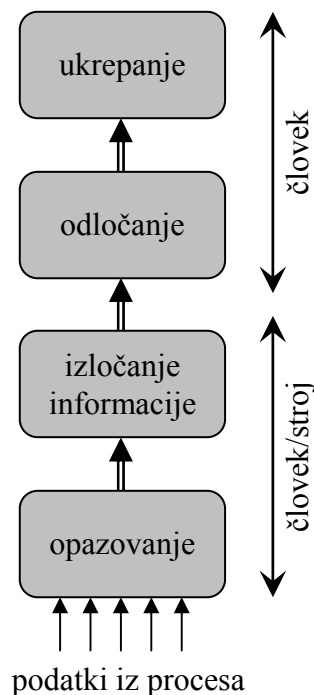 ukrepanje
človek
odločanje
izločanje
informacije
človek/stroj
opazovanje
podatki iz procesa